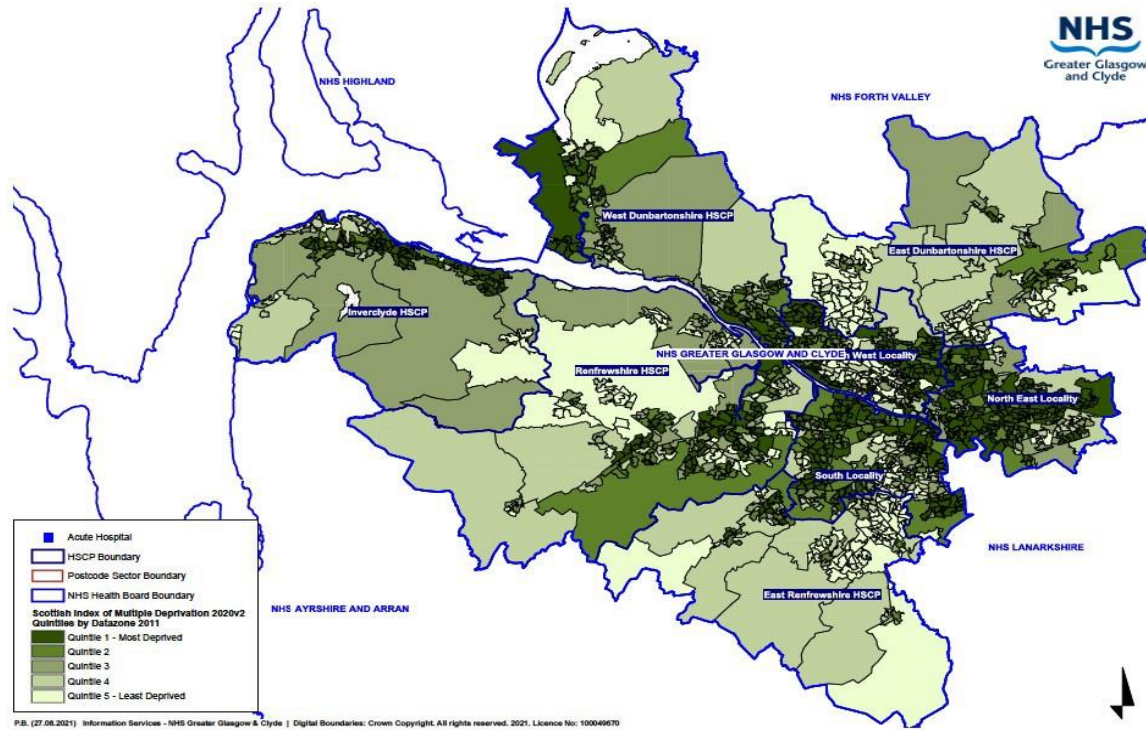 NHS
Greater Glasgow
and Clyde
NHS HIGHLAND
NHS FORTH VALLEY
West Dunbartonshire HSCP
East Dunbartonshire HSCP
Inverclyde HSCP
NHS GREATER GLASGOW AND CLYDE
West Locality
Renfrewshire HSCP
North East Locality
South Locality
NHS LANARKSHIRE
East Renfrewshire HSCP
NHS AYRSHIRE AND ARRAN
Acute Hospital
HSCP Boundary
Postcode Sector Boundary
NHS Health Board Boundary
Scottish Index of Multiple Deprivation 2020v2
Quintiles by Datazone 2011
Quintile 1 - Most Deprived
Quintile 2
Quintile 3
Quintile 4
Quintile 5 - Least Deprived
P.B. (27.08.2021) Information Services - NHS Greater Glasgow & Clyde | Digital Boundaries: Crown Copyright. All rights reserved. 2021. Licence No: 100049670